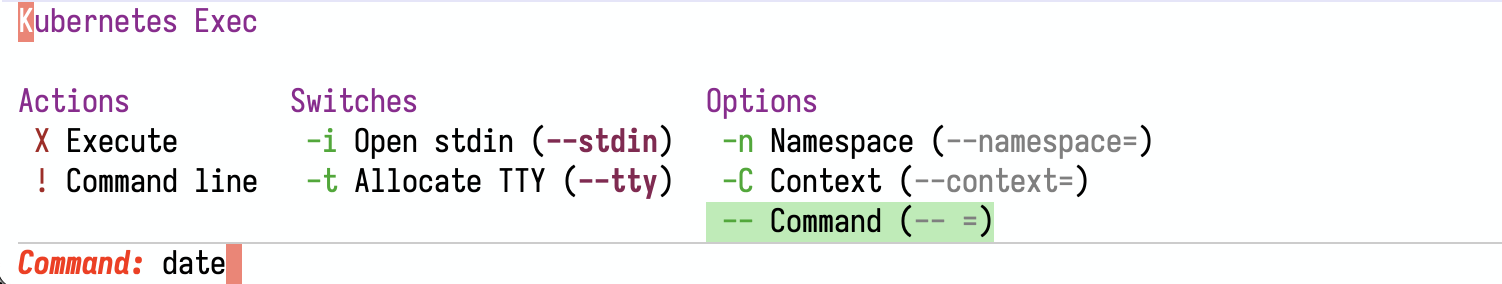 Kubernetes Exec
Actions Switches Options
X Execute -i Open stdin (--stdin) -n Namespace (--namespace=)
! Command line -t Allocate TTY (--tty) -C Context (--context=)
-- Command (-- =)
Command: date